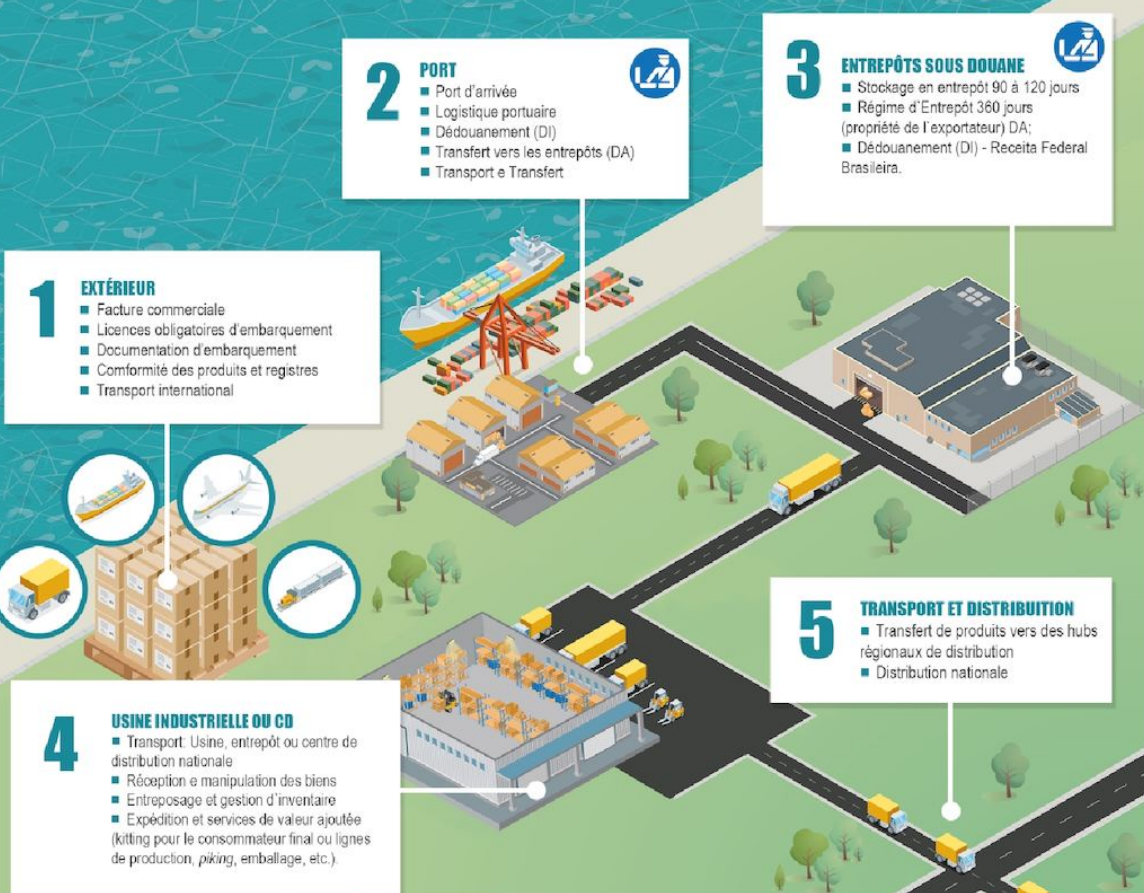 1
EXTÉRIEUR
■ Facture commerciale
■ Licences obligatoires d'embarquement
■ Documentation d'embarquement
■ Comformité des produits et registres
■ Transport international
2
PORT
■ Port d'arrivée
■ Logistique portuaire
■ Dédouanement (DI)
■ Transfert vers les entrepôts (DA)
■ Transport e Transfert
3
ENTREPÔTS SOUS DOUANE
■ Stockage en entrepôt 90 à 120 jours
■ Régime d'Entrepôt 360 jours
(propriété de l'exportateur) DA;
■ Dédouanement (DI) - Receita Federal
Brasileira.
4
USINE INDUSTRIELLE OU CD
■ Transport: Usine, entrepôt ou centre de
distribution nationale
■ Réception e manipulation des biens
■ Entreposage et gestion d'inventaire
■ Expédition et services de valeur ajoutée
(kitting pour le consommateur final ou lignes
de production, piking, emballage, etc.).
5
TRANSPORT ET DISTRIBUITION
■ Transfert de produits vers des hubs
régionaux de distribution
■ Distribution nationale